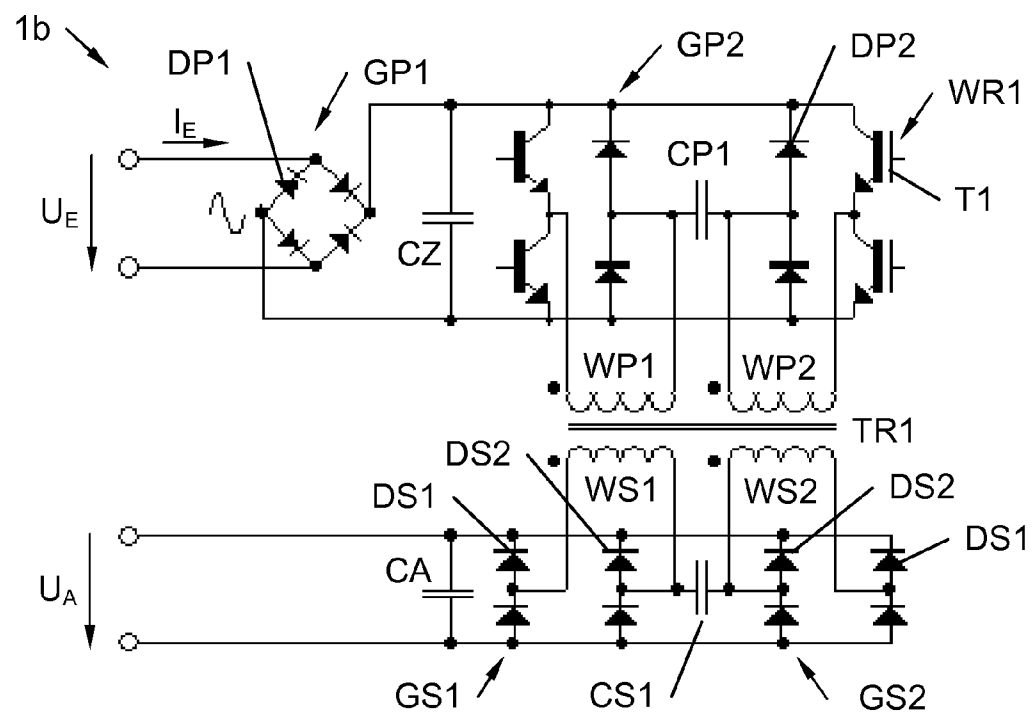 1b
DP1
GP1
GP2
DP2
WR1
I_E
CP1
T1
U_E
CZ
WP1
WP2
TR1
DS2
WS1
WS2
DS2
DS1
DS1
CA
U_A
GS1
CS1
GS2